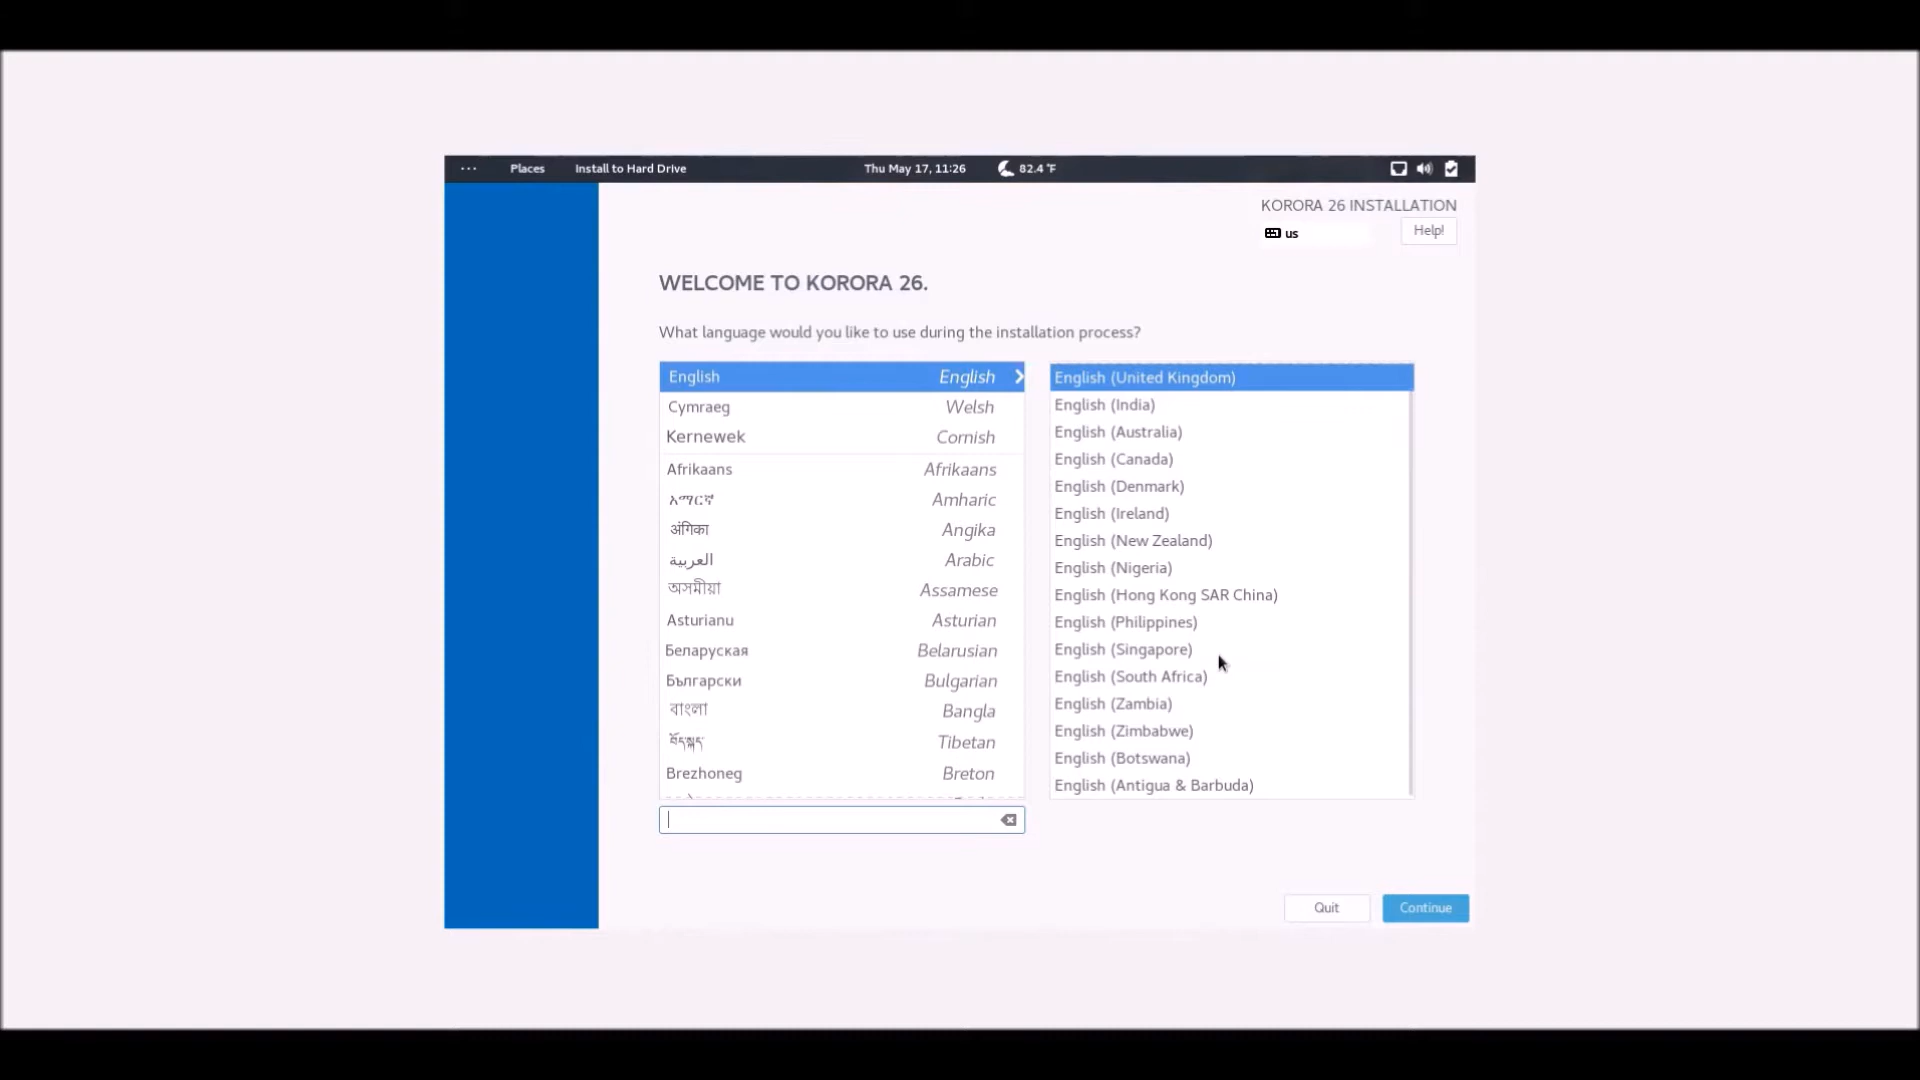 ··· Places Install to Hard Drive Thu May 17, 11:26 82.4 °F
KORORA 26 INSTALLATION
us Help!
WELCOME TO KORORA 26.
What language would you like to use during the installation process?
English English
Cymraeg Welsh
Kernewek Cornish
Afrikaans Afrikaans
አማርኛ Amharic
अंगिका Angika
العربية Arabic
অসমীয়া Assamese
Asturianu Asturian
Беларуская Belarusian
Български Bulgarian
বাংলা Bangla
བོད་སྐད་ Tibetan
Brezhoneg Breton
English (United Kingdom)
English (India)
English (Australia)
English (Canada)
English (Denmark)
English (Ireland)
English (New Zealand)
English (Nigeria)
English (Hong Kong SAR China)
English (Philippines)
English (Singapore)
English (South Africa)
English (Zambia)
English (Zimbabwe)
English (Botswana)
English (Antigua & Barbuda)
Quit Continue